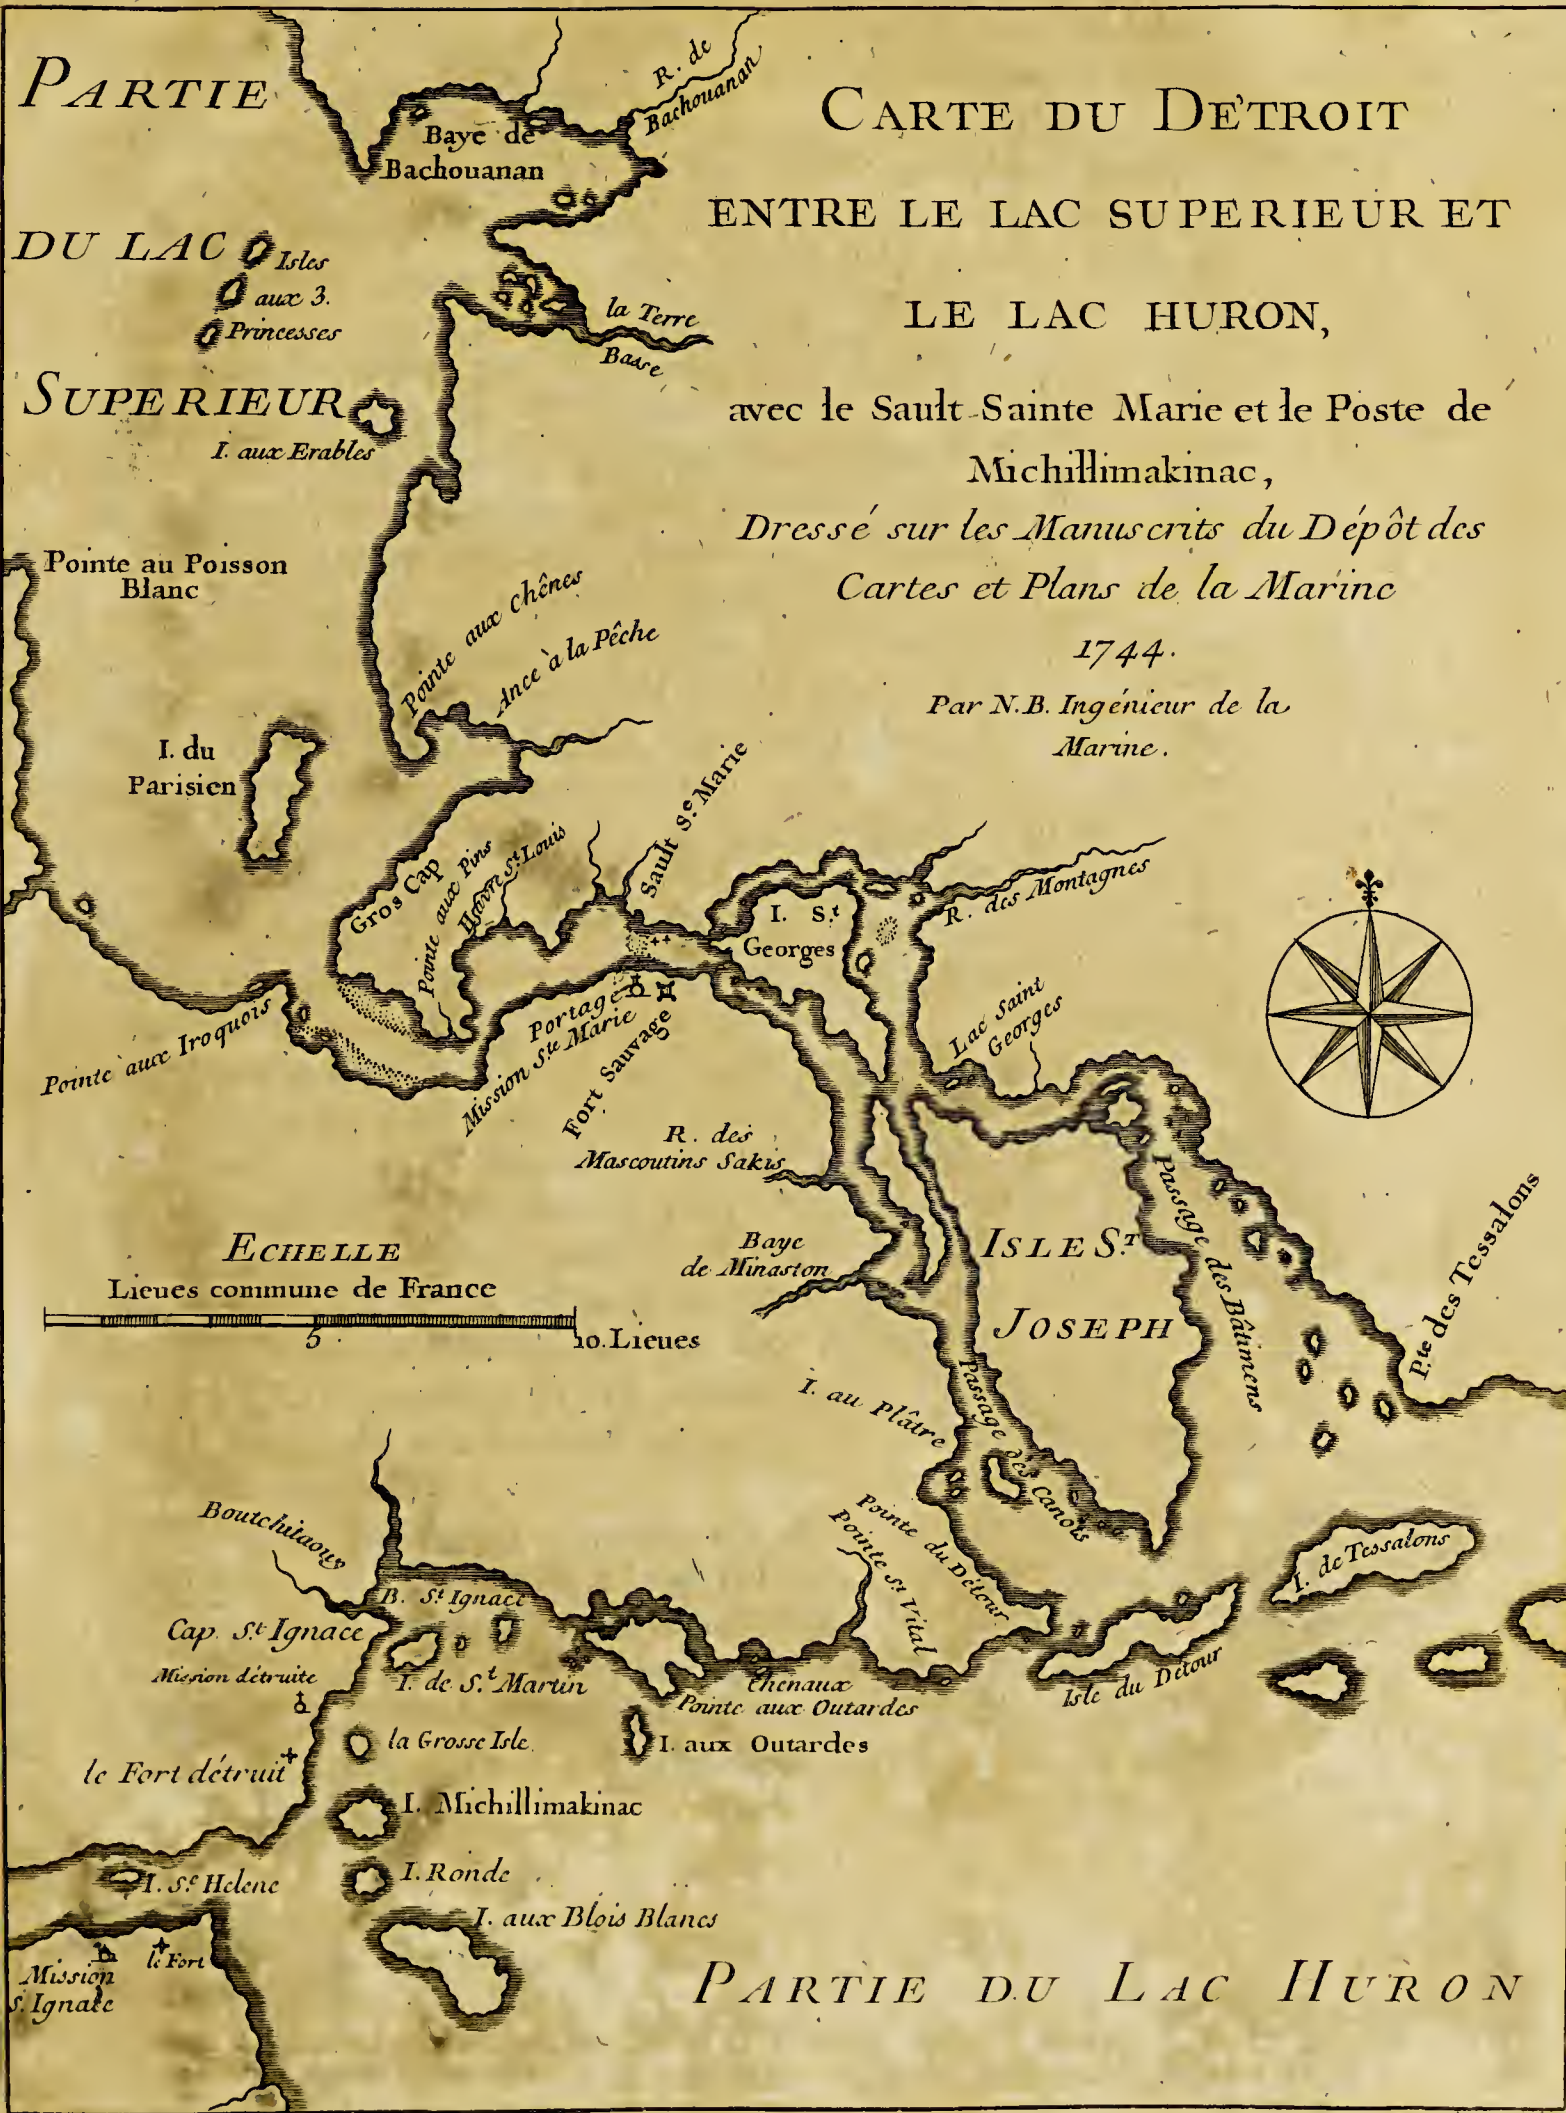 CARTE DU DETROIT
ENTRE LE LAC SUPERIEUR ET
LE LAC HURON,
avec le Sault Sainte Marie et le Poste de
Michillimakinac,
Dressé sur les Manuscrits du Dépôt des
Cartes et Plans de la Marine
1744.
Par N.B. Ingénieur de la
Marine.
PARTIE
DU LAC
SUPERIEUR
R. de
Bachouanan
Baye de
Bachouanan
Isles
aux 3.
Princesses
la Terre
Basse
I. aux Erables
Pointe au Poisson
Blanc
Pointe aux chênes
Ance à la Pêche
I. du
Parisien
Gros Cap
Pointe aux Pins
Havre St. Louis
Sault Se. Marie
I. St.
Georges
R. des Montagnes
Pointe aux Iroquois
Portage
Mission Ste Marie
Fort Sauvage
Lac Saint
Georges
R. des
Mascoutins Sakis
Baye
de Minaston
ISLE ST.
JOSEPH
Passage des Bâtimens
Pte. des Tessalons
ECHELLE
Lieues commune de France
5
10. Lieues
I. au Plâtre
Passage des Canots
Pointe du Détour
Pointe St. Vital
I. de Tessalons
Isle du Détour
Boutchitaouy
B. St. Ignace
Cap. St. Ignace
Mission détruite
I. de St. Martin
Chenaux
Pointe aux Outardes
la Grosse Isle
I. aux Outardes
le Fort détruit
I. Michillimakinac
I. Se. Helene
I. Ronde
I. aux Blois Blancs
le Fort
Mission
S. Ignace
PARTIE DU LAC HURON